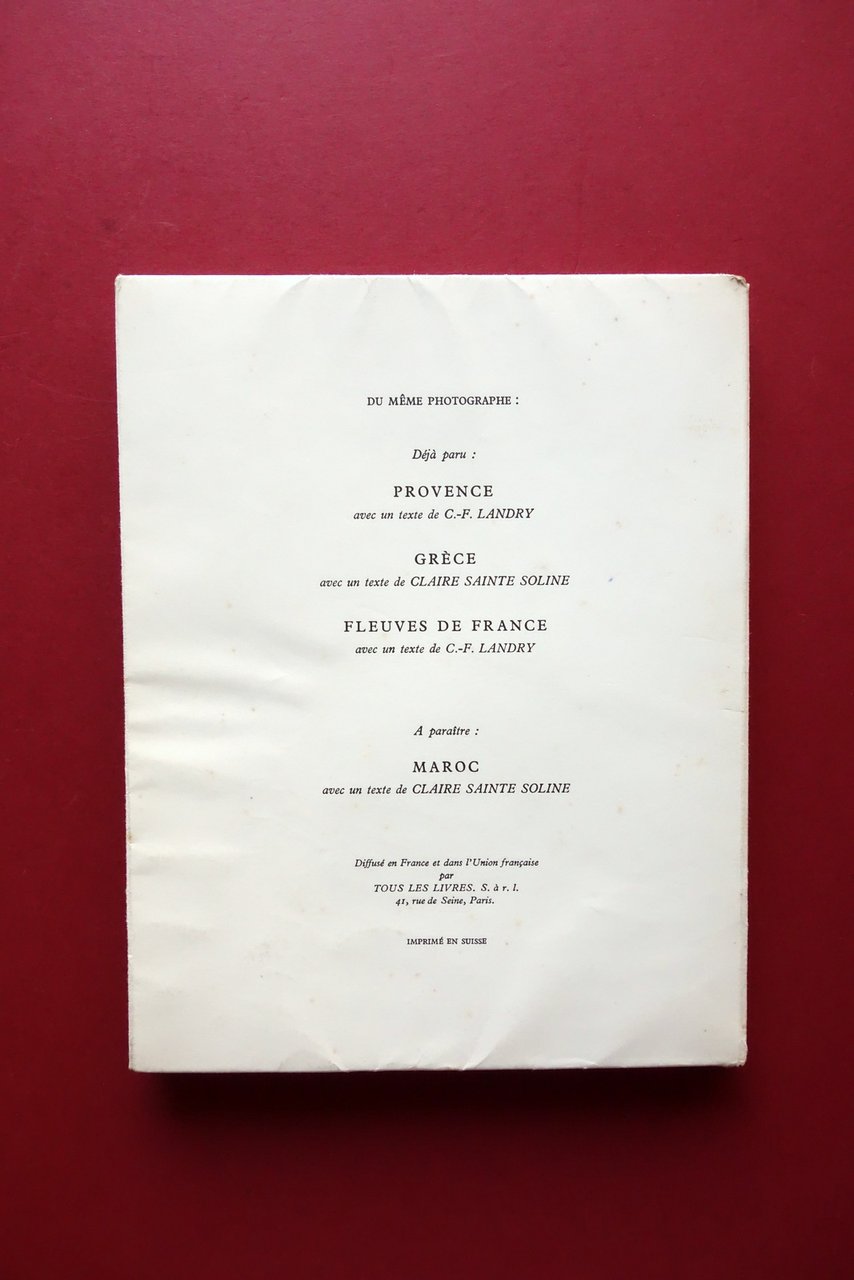 DU MÊME PHOTOGRAPHE :
Déjà paru :
PROVENCE
avec un texte de C.-F. LANDRY
GRÈCE
avec un texte de CLAIRE SAINTE SOLINE
FLEUVES DE FRANCE
avec un texte de C.-F. LANDRY
A paraître :
MAROC
avec un texte de CLAIRE SAINTE SOLINE
Diffusé en France et dans l'Union française
par
TOUS LES LIVRES. S. à r. l.
41, rue de Seine, Paris.
IMPRIMÉ EN SUISSE